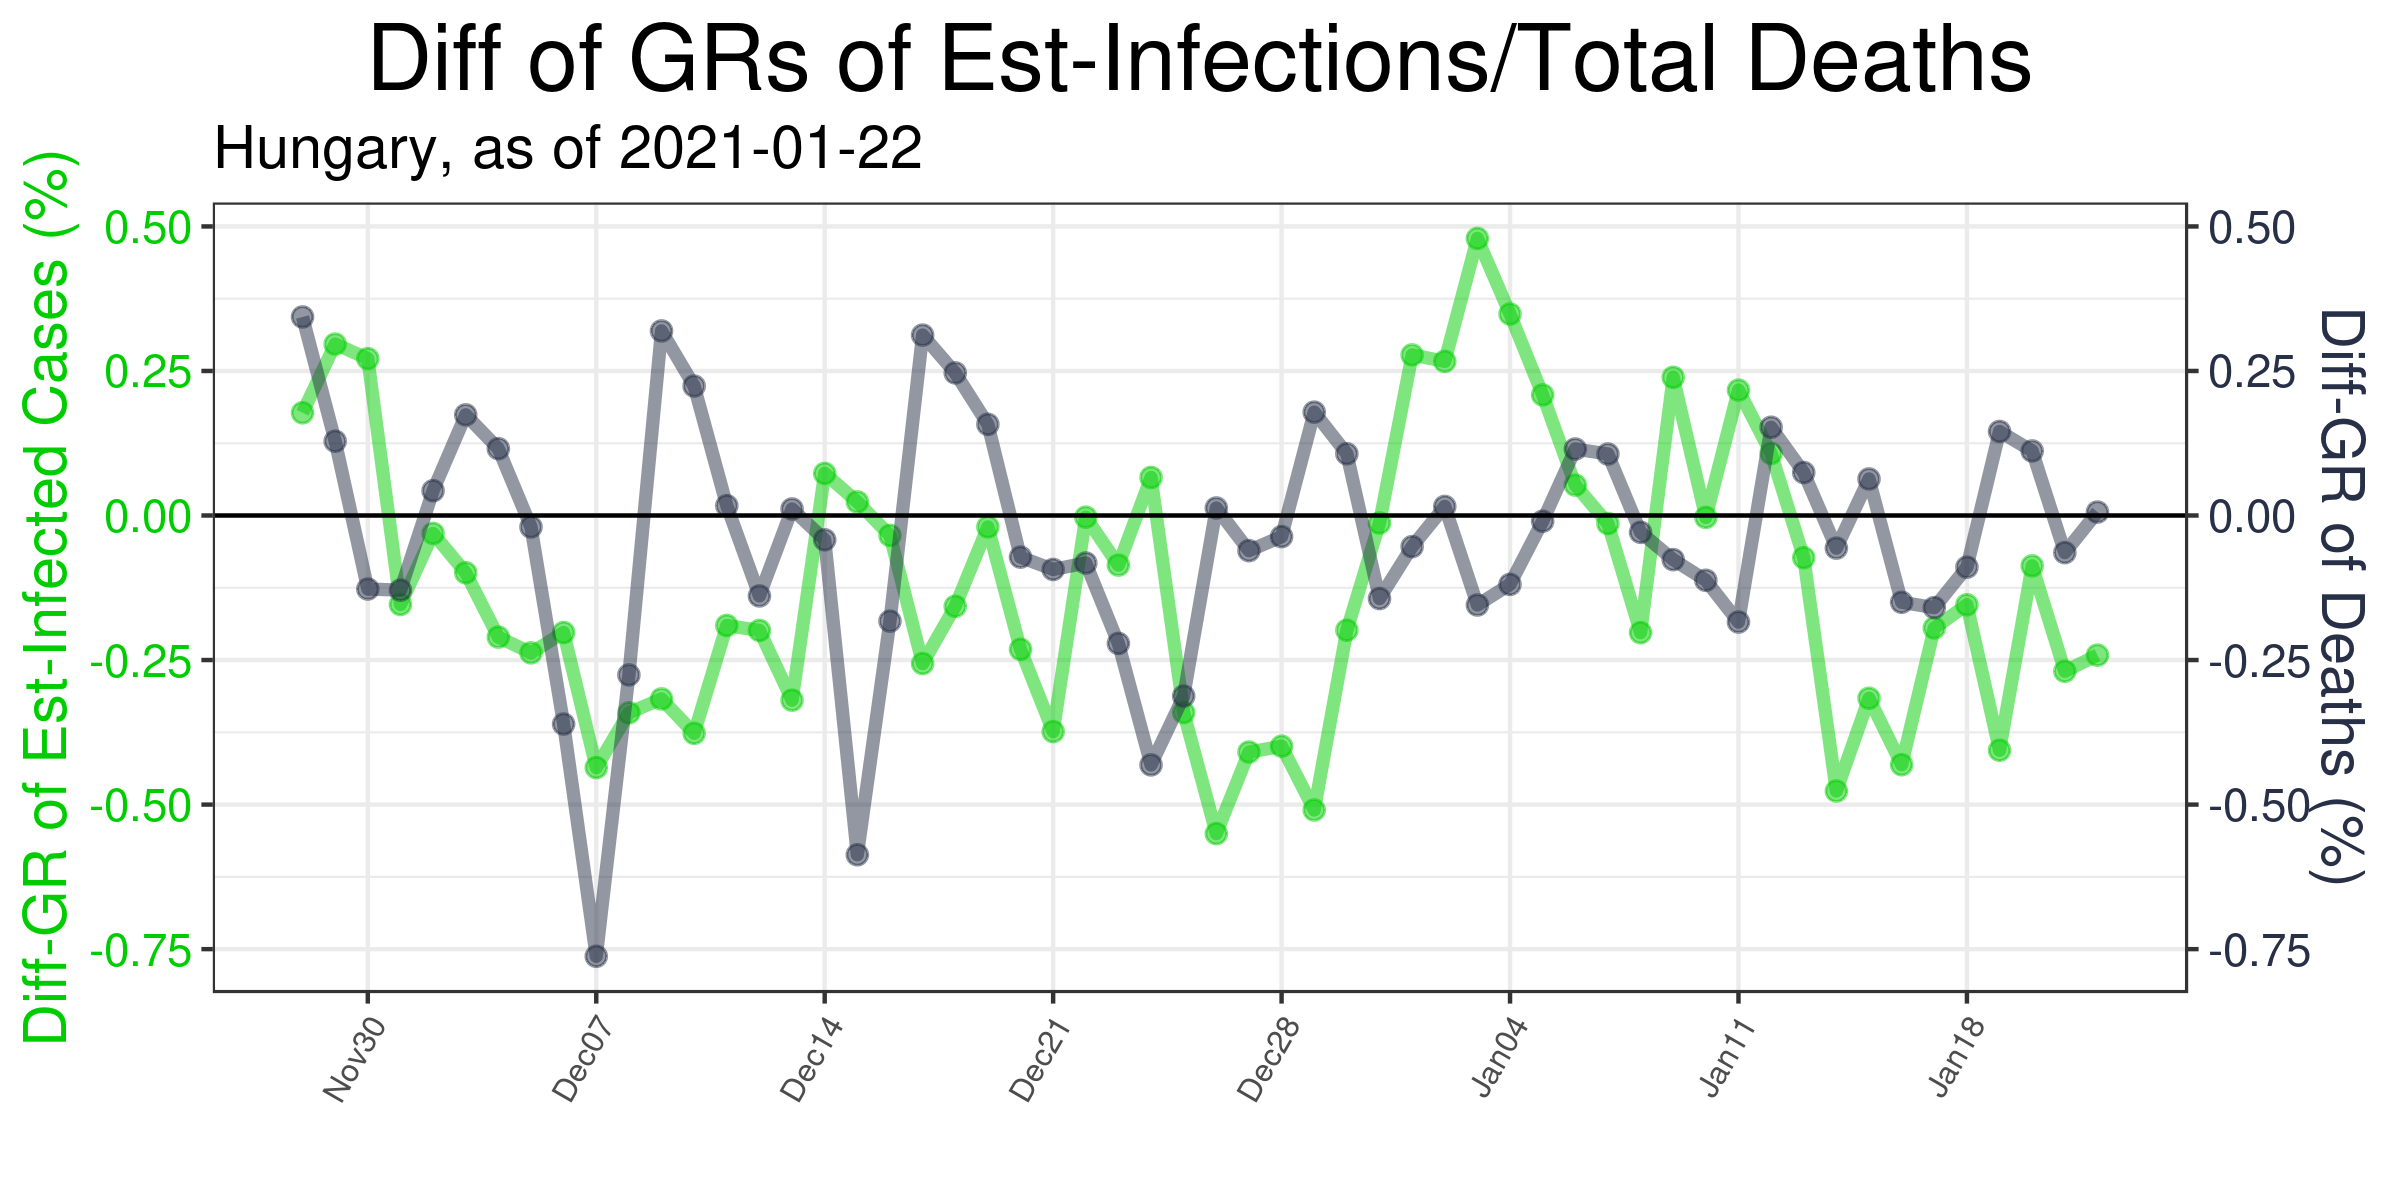 Diff of GRs of Est-Infections/Total Deaths
Hungary, as of 2021-01-22
Diff-GR of Est-Infected Cases (%)
0.50
0.25
0.00
-0.25
-0.50
-0.75
0.50
0.25
0.00
-0.25
-0.50
-0.75
Diff-GR of Deaths (%)
Nov30
Dec07
Dec14
Dec21
Dec28
Jan04
Jan11
Jan18